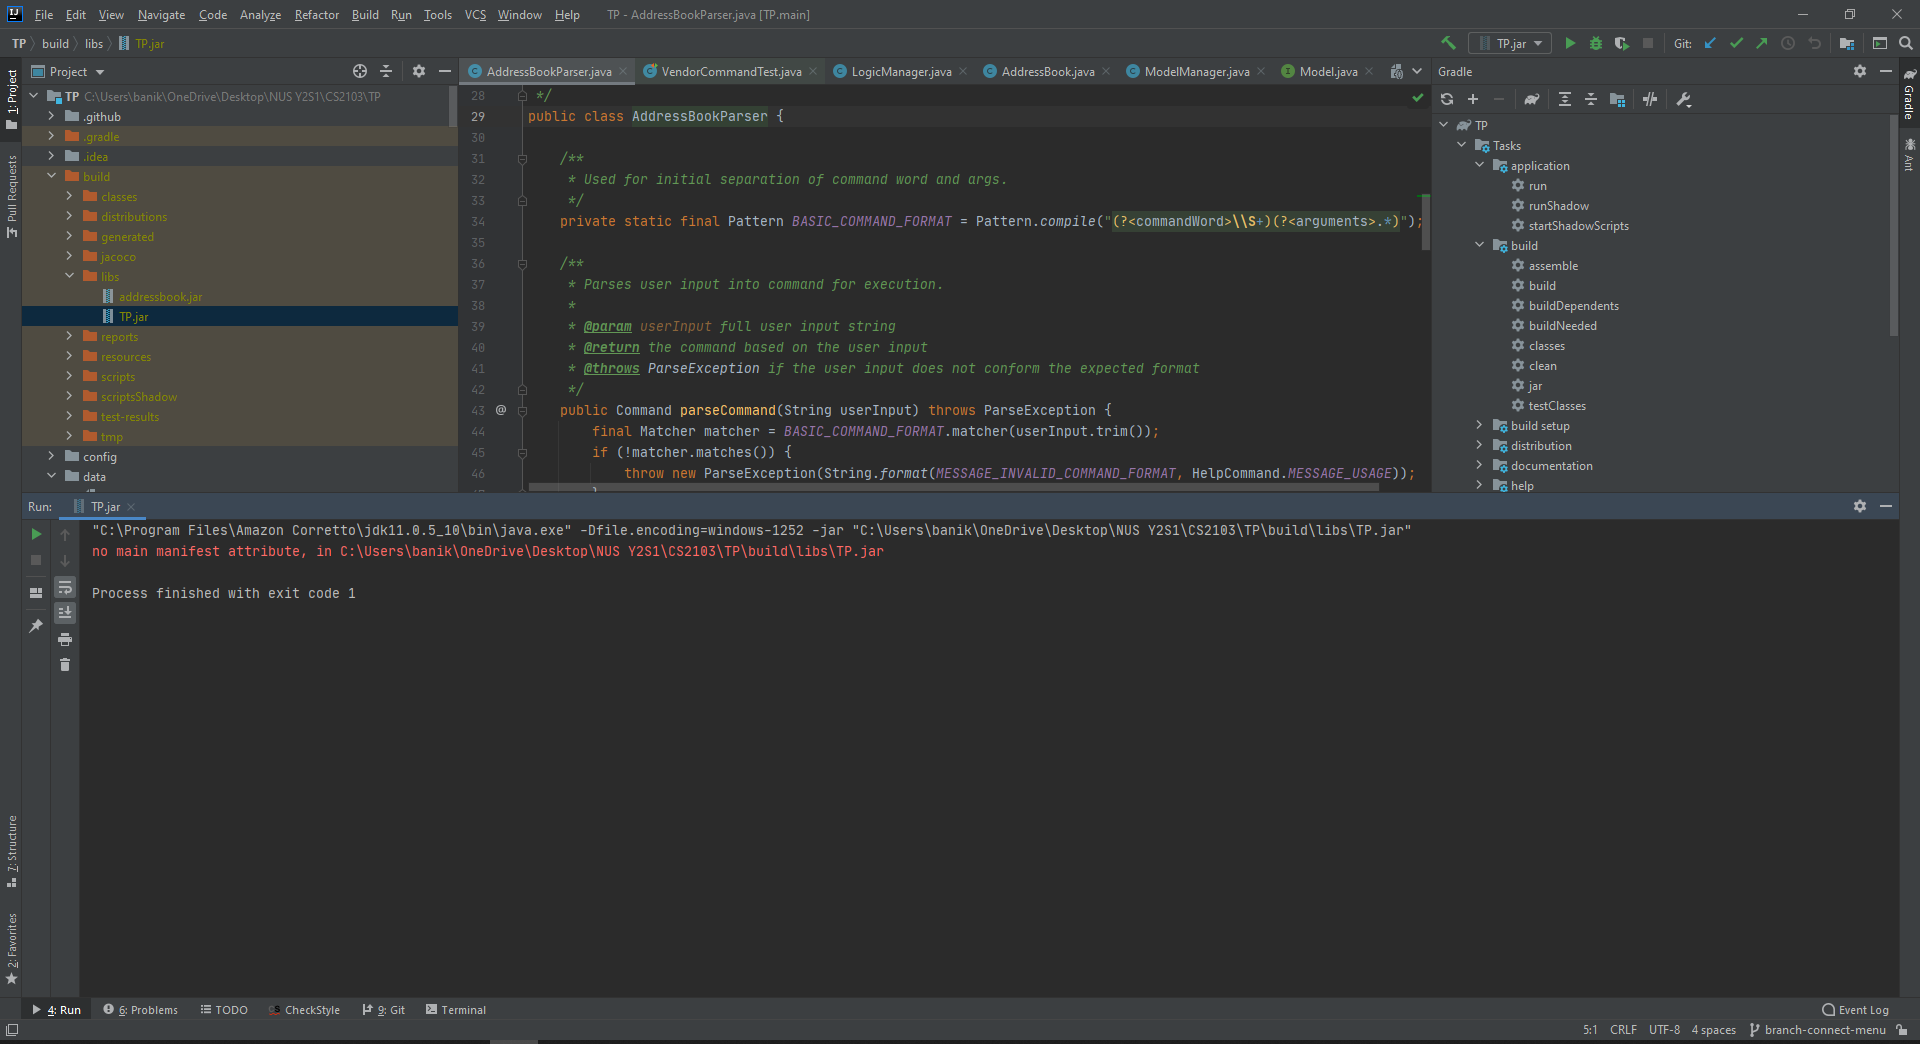 IJ File Edit View Navigate Code Analyze Refactor Build Run Tools VCS Window Help TP - AddressBookParser.java [TP.main]
TP build libs TP.jar
TP.jar Git:
1: Project
Pull Requests
7: Structure
2: Favorites
Project
TP C:\Users\banik\OneDrive\Desktop\NUS Y2S1\CS2103\TP
.github
.gradle
.idea
build
classes
distributions
generated
jacoco
libs
addressbook.jar
TP.jar
reports
resources
scripts
scriptsShadow
test-results
tmp
config
data
AddressBookParser.java VendorCommandTest.java LogicManager.java AddressBook.java ModelManager.java Model.java
28 */
29 public class AddressBookParser {
30
31 /**
32 * Used for initial separation of command word and args.
33 */
34 private static final Pattern BASIC_COMMAND_FORMAT = Pattern.compile("(?<commandWord>\\S+)(?<arguments>.*)");
35
36 /**
37 * Parses user input into command for execution.
38 *
39 * @param userInput full user input string
40 * @return the command based on the user input
41 * @throws ParseException if the user input does not conform the expected format
42 */
43 @ public Command parseCommand(String userInput) throws ParseException {
44 final Matcher matcher = BASIC_COMMAND_FORMAT.matcher(userInput.trim());
45 if (!matcher.matches()) {
46 throw new ParseException(String.format(MESSAGE_INVALID_COMMAND_FORMAT, HelpCommand.MESSAGE_USAGE));
Gradle
TP
Tasks
application
run
runShadow
startShadowScripts
build
assemble
build
buildDependents
buildNeeded
classes
clean
jar
testClasses
build setup
distribution
documentation
help
Gradle
Ant
Run: TP.jar
"C:\Program Files\Amazon Corretto\jdk11.0.5_10\bin\java.exe" -Dfile.encoding=windows-1252 -jar "C:\Users\banik\OneDrive\Desktop\NUS Y2S1\CS2103\TP\build\libs\TP.jar"
no main manifest attribute, in C:\Users\banik\OneDrive\Desktop\NUS Y2S1\CS2103\TP\build\libs\TP.jar
Process finished with exit code 1
4: Run 6: Problems TODO CheckStyle 9: Git Terminal Event Log
5:1 CRLF UTF-8 4 spaces branch-connect-menu